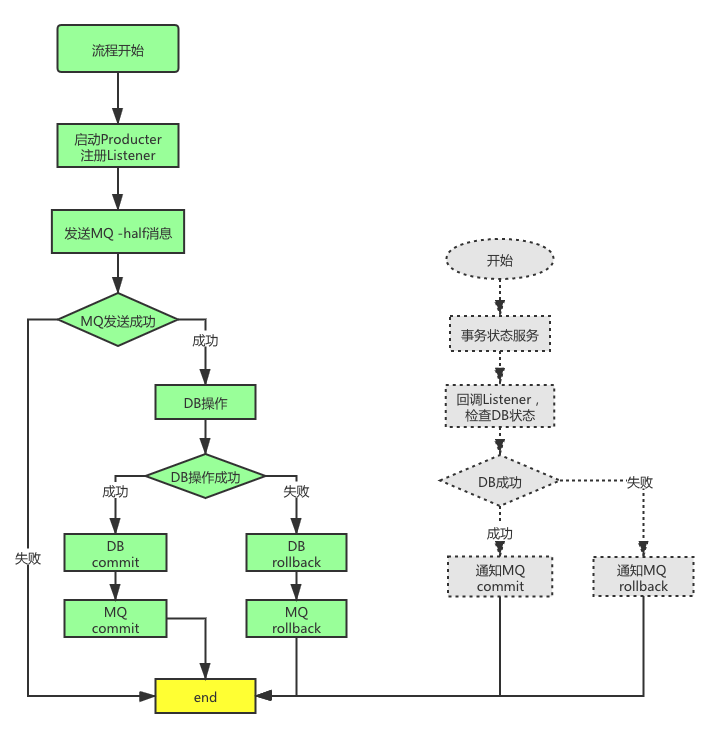 流程开始
启动Producter
注册Listener
发送MQ -half消息
MQ发送成功
成功
DB操作
DB操作成功
成功
失败
失败
DB
commit
DB
rollback
MQ
commit
MQ
rollback
end
开始
事务状态服务
回调Listener，
检查DB状态
DB成功
失败
成功
通知MQ
commit
通知MQ
rollback